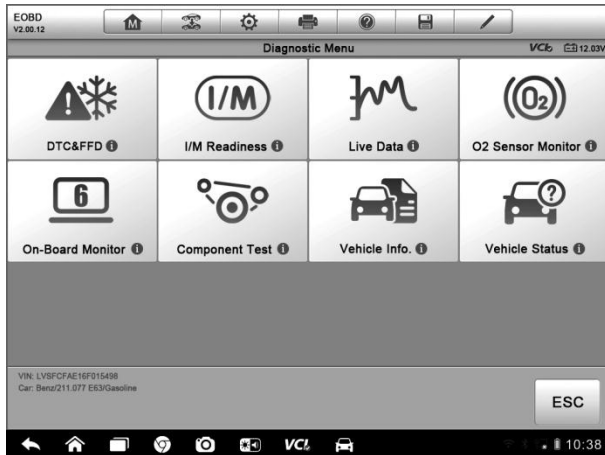 EOBD
V2.00.12
Diagnostic Menu
VCI
12.03V
DTC&FFD
I/M Readiness
Live Data
O2 Sensor Monitor
I/M
O2
On-Board Monitor
Component Test
Vehicle Info.
Vehicle Status
6
VIN: LVSFCFAE16F015498
Car: Benz/211.077 E63/Gasoline
ESC
VCI
10:38